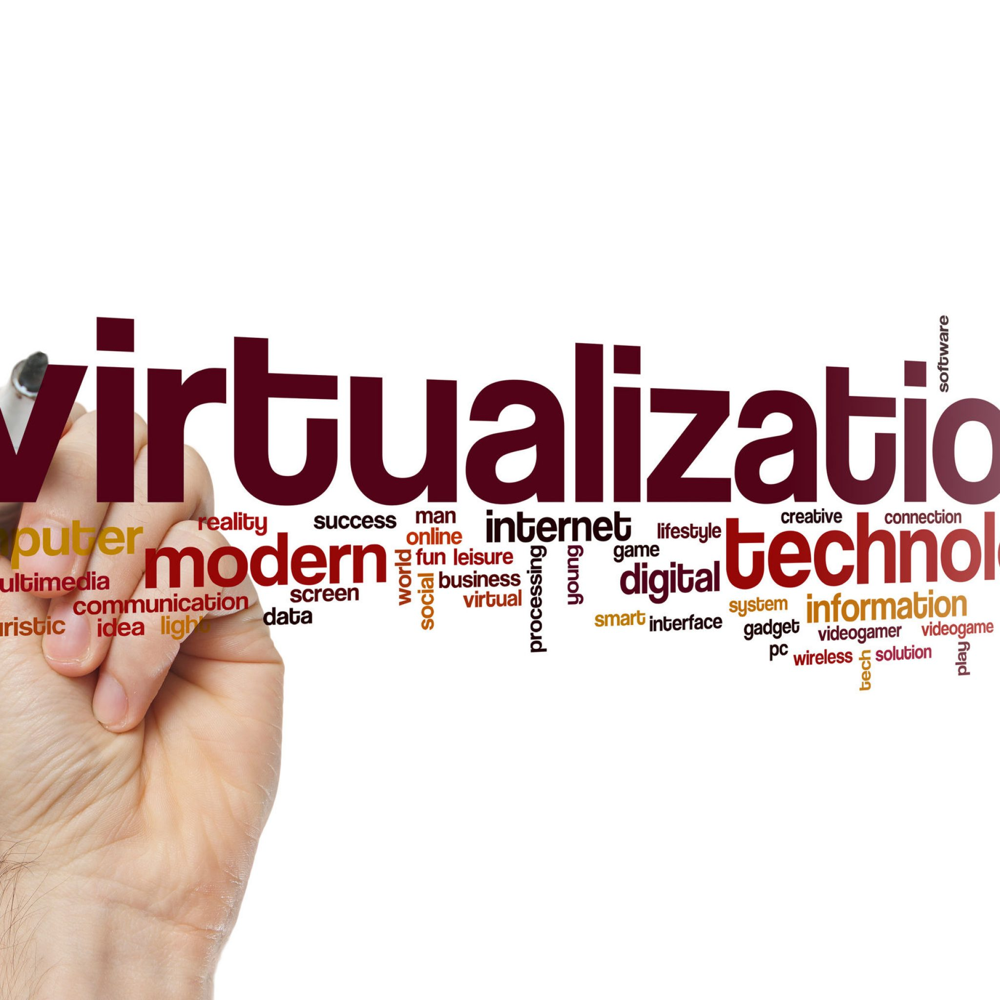 software
virtualizatio
reality success man internet lifestyle creative connection
puter modern online game technol
world fun leisure processing young digital
ultimedia social business
communication screen virtual system information
uristic idea light data smart interface gadget videogamer videogame
pc wireless tech solution play